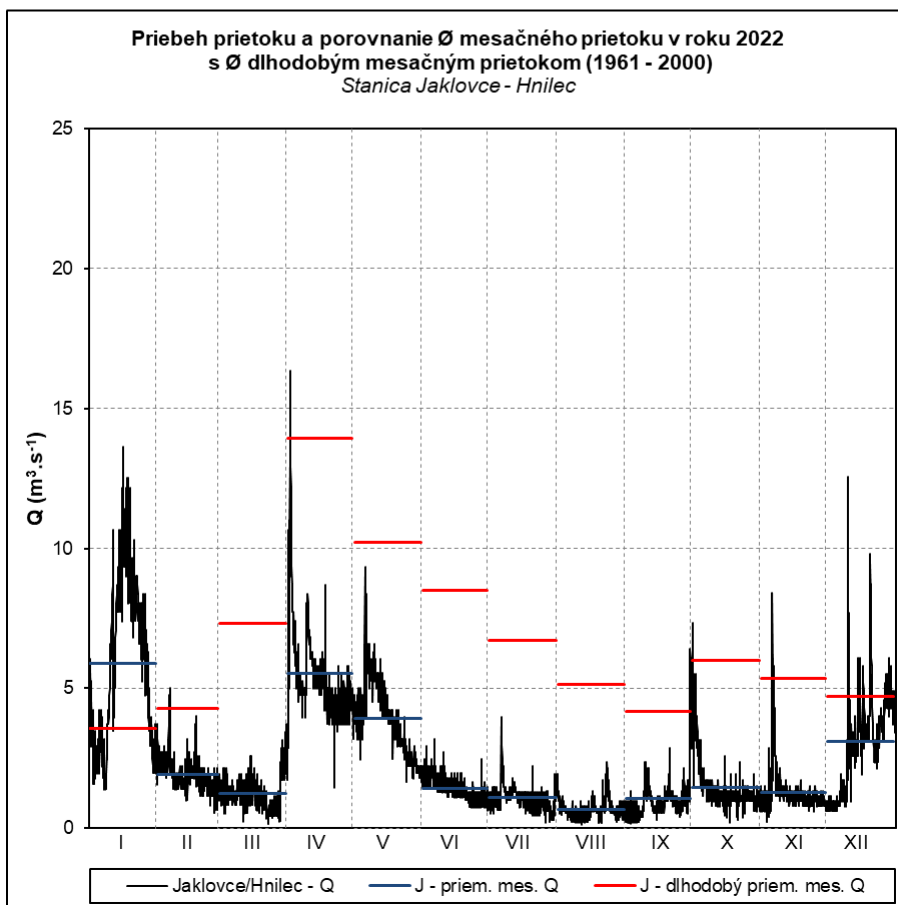 Priebeh prietoku a porovnanie Ø mesačného prietoku v roku 2022
s Ø dlhodobým mesačným prietokom (1961 - 2000)
Stanica Jaklovce - Hnilec
25
20
15
10
5
0
Q (m³.s⁻¹)
I II III IV V VI VII VIII IX X XI XII
Jaklovce/Hnilec - Q J - priem. mes. Q J - dlhodobý priem. mes. Q